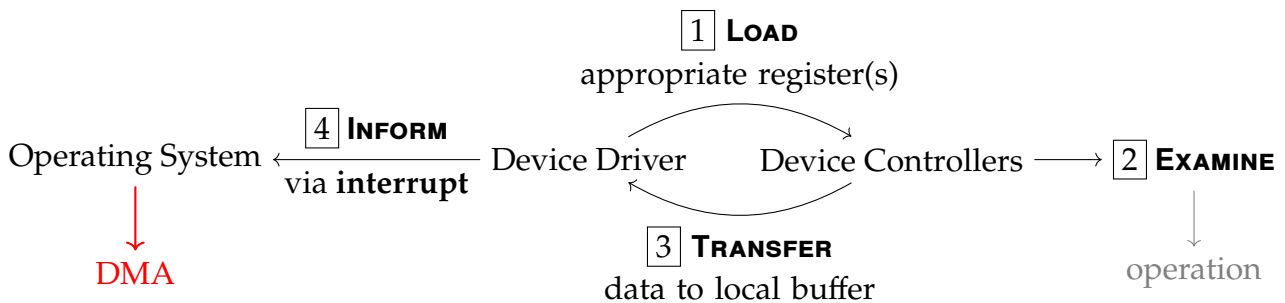 1 LOAD
appropriate register(s)
4 INFORM
Operating System
Device Driver
Device Controllers
2 EXAMINE
via interrupt
3 TRANSFER
DMA
operation
data to local buffer